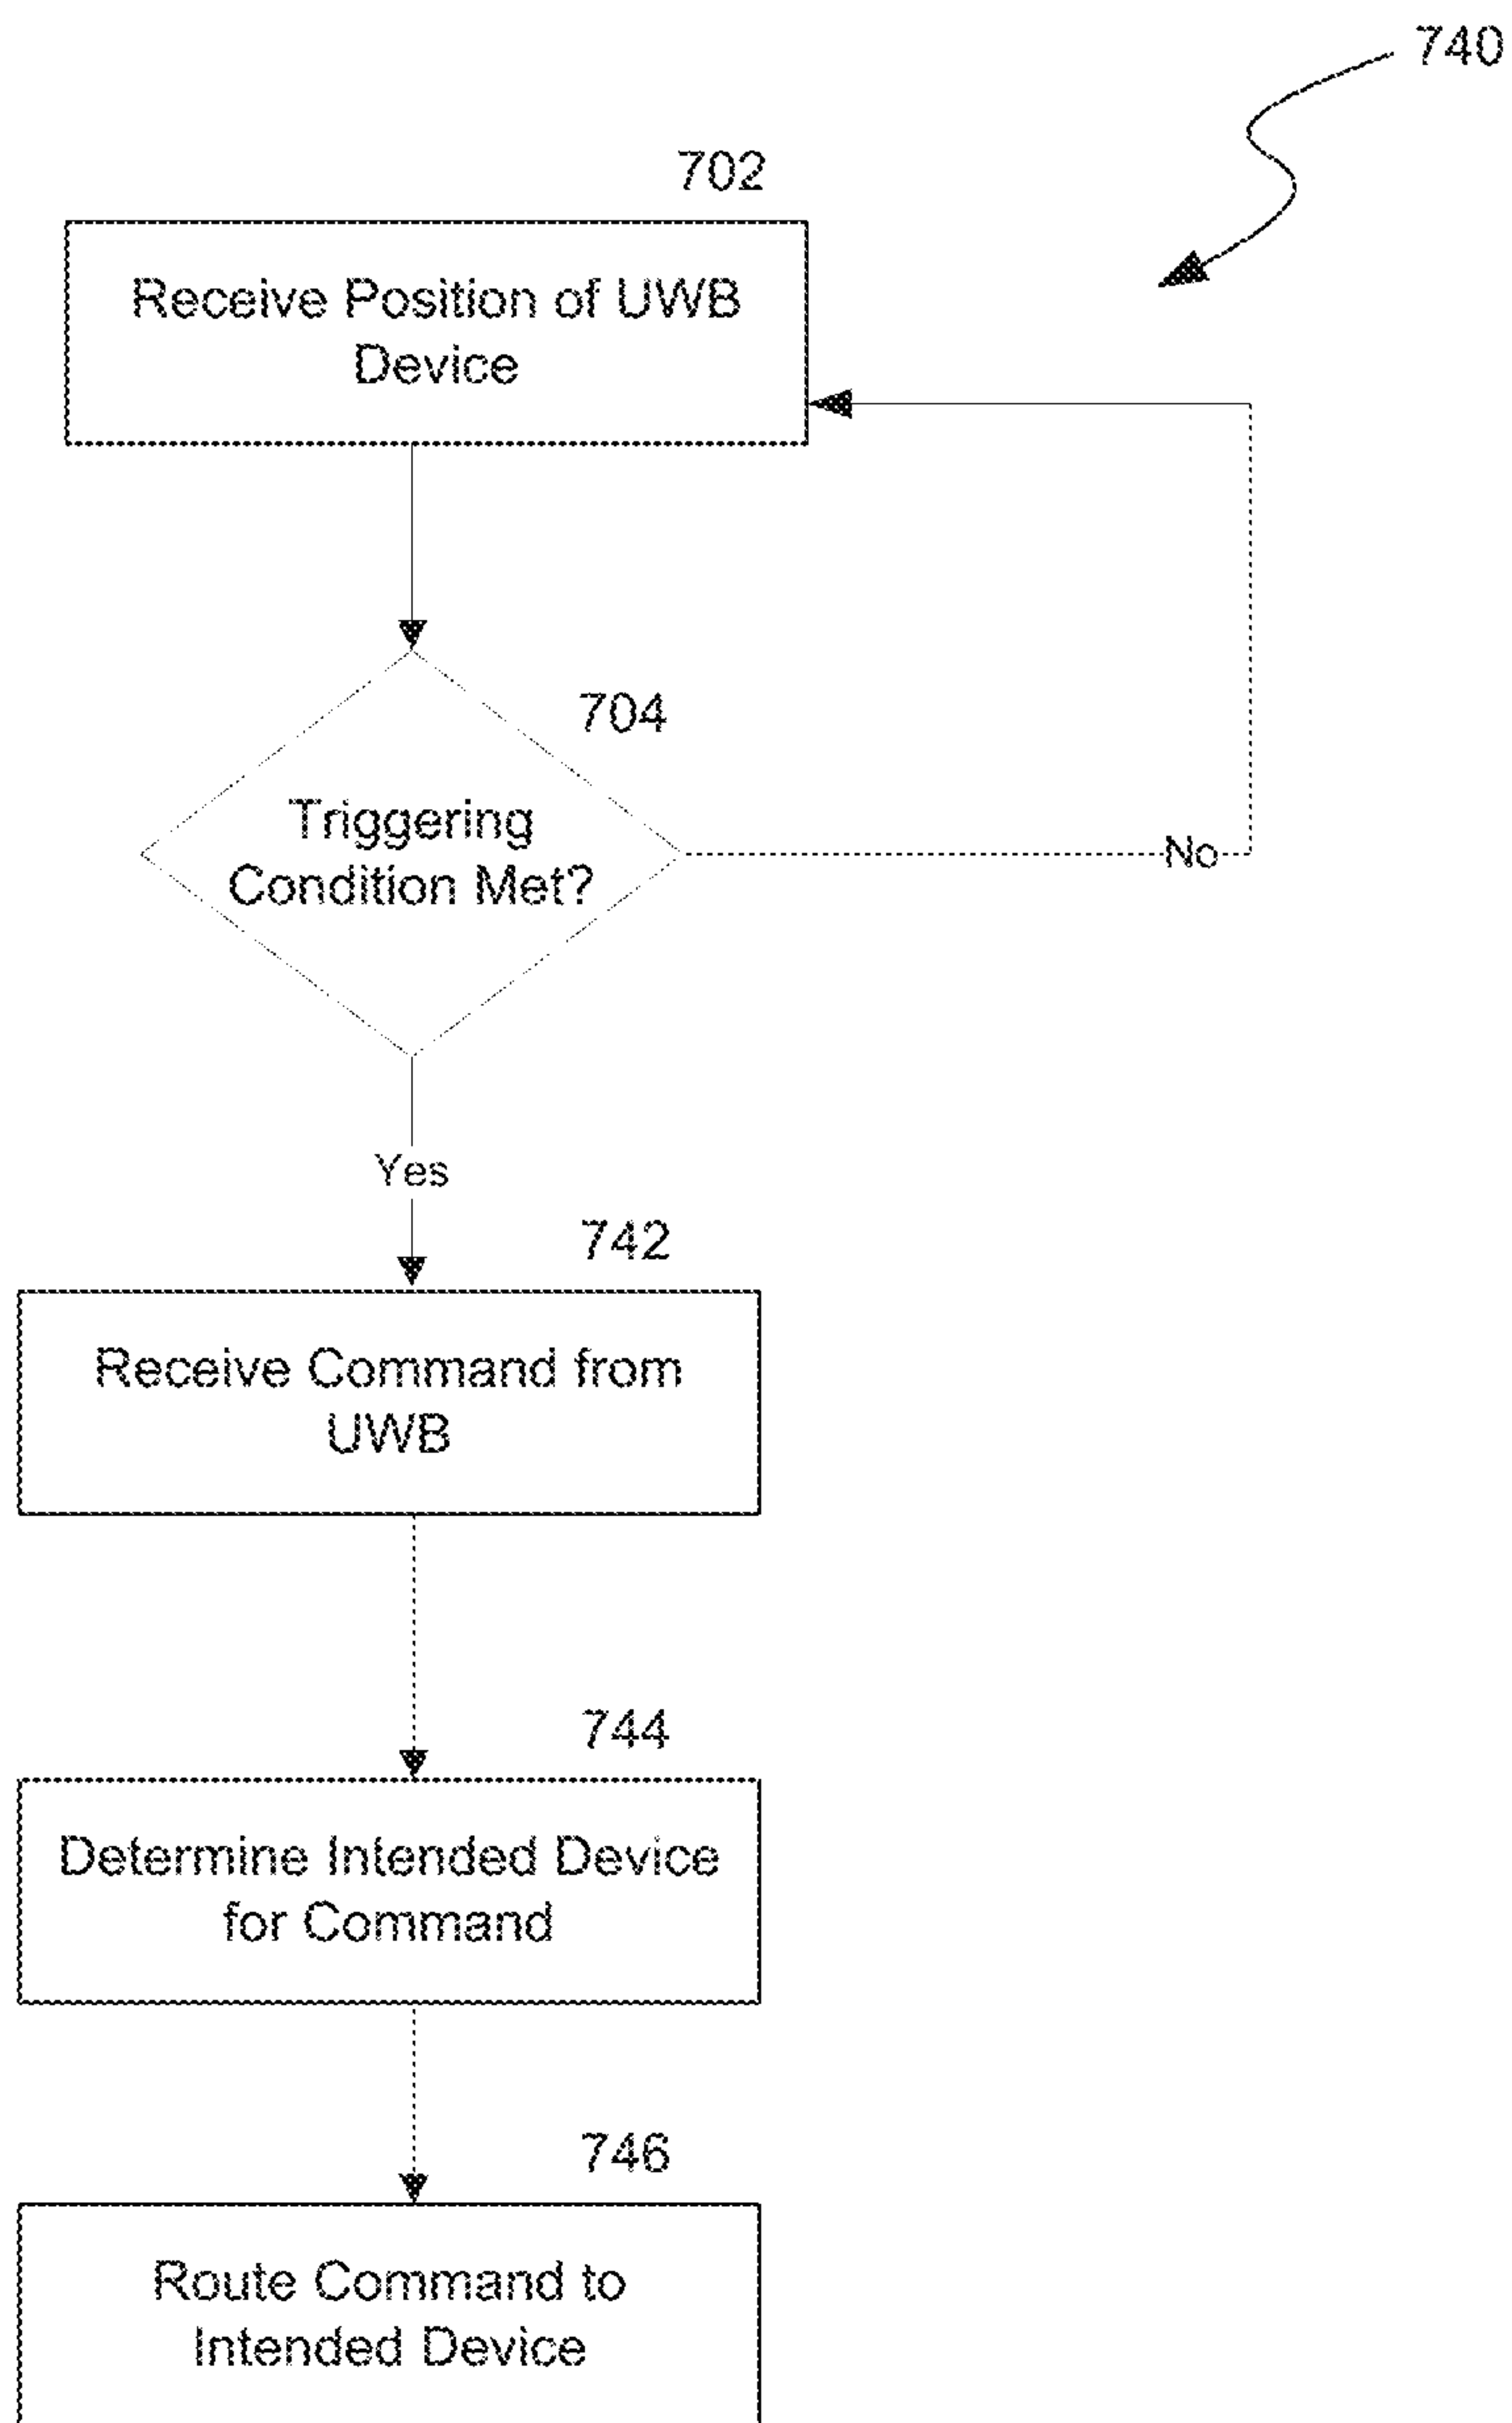 740
702
Receive Position of UWB
Device
704
Triggering
Condition Met?
No
Yes
742
Receive Command from
UWB
744
Determine Intended Device
for Command
746
Route Command to
Intended Device